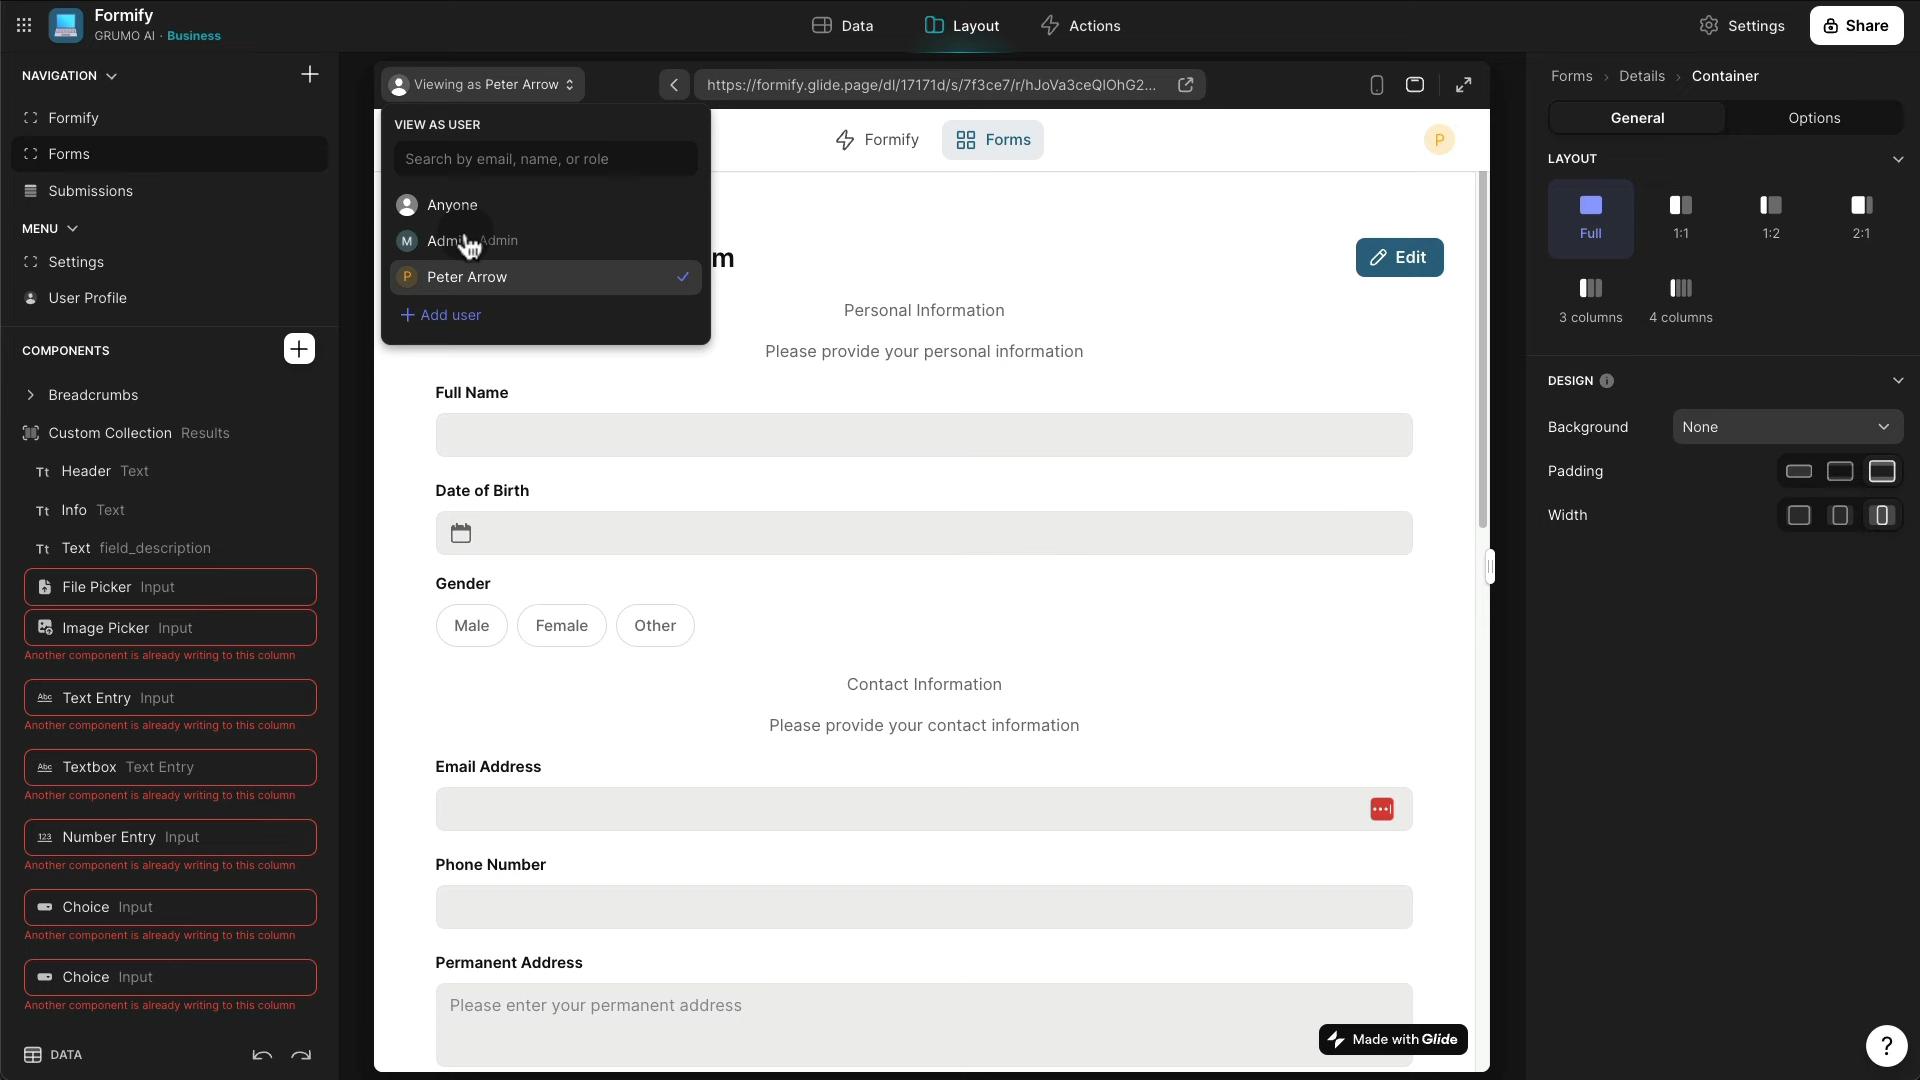 Formify
GRUMO AI · Business
Data
Layout
Actions
Settings
Share
NAVIGATION
Formify
Forms
Submissions
MENU
Settings
User Profile
COMPONENTS
Breadcrumbs
Custom Collection Results
Tt Header Text
Tt Info Text
Tt Text field_description
File Picker Input
Image Picker Input
Another component is already writing to this column
Abc Text Entry Input
Another component is already writing to this column
Abc Textbox Text Entry
Another component is already writing to this column
123 Number Entry Input
Another component is already writing to this column
Choice Input
Another component is already writing to this column
Choice Input
Another component is already writing to this column
DATA
Viewing as Peter Arrow
https://formify.glide.page/dl/17171d/s/7f3ce7/r/hJoVa3ceQIOhG2...
VIEW AS USER
Search by email, name, or role
Anyone
M Admi Admin
P Peter Arrow
Add user
Formify
Forms
P
m
Edit
Personal Information
Please provide your personal information
Full Name
Date of Birth
Gender
Male Female Other
Contact Information
Please provide your contact information
Email Address
Phone Number
Permanent Address
Please enter your permanent address
Made with Glide
Forms › Details › Container
General
Options
LAYOUT
Full
1:1
1:2
2:1
3 columns
4 columns
DESIGN
Background
None
Padding
Width
?